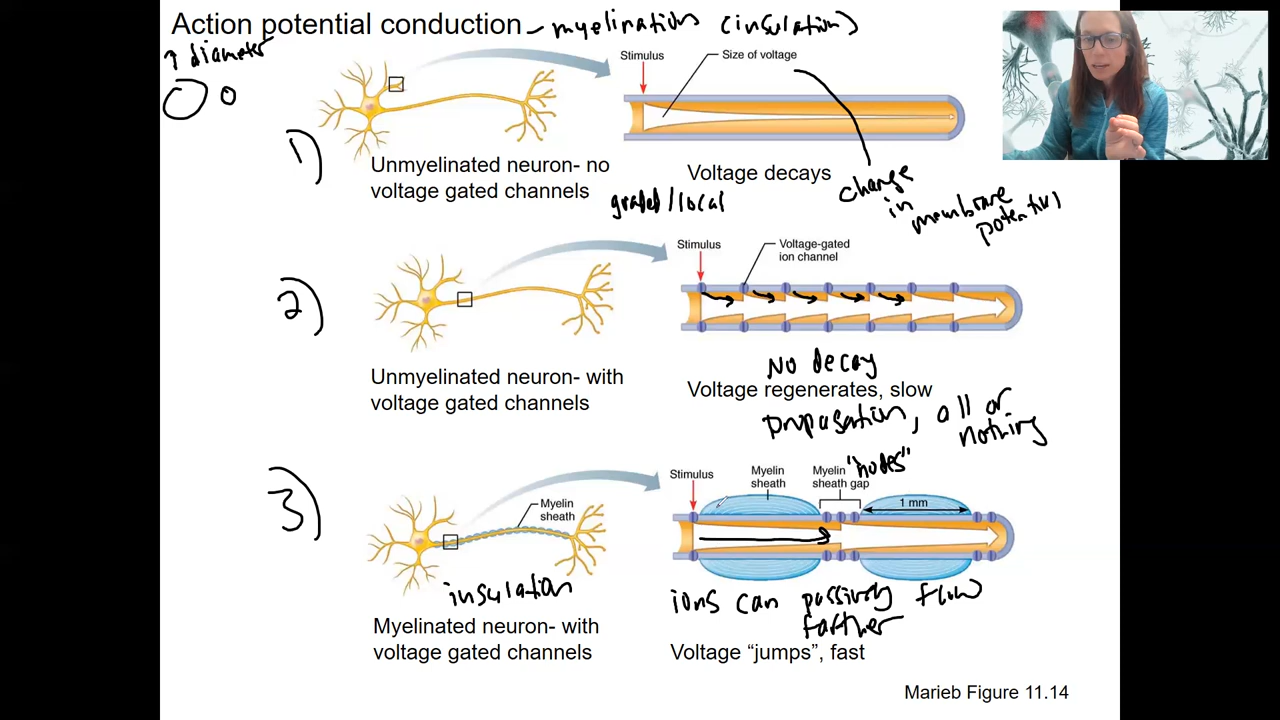 Action potential conduction - myelination (insulation)
↑ diameter
Stimulus
Size of voltage
1)
Unmyelinated neuron- no
voltage gated channels
Voltage decays
graded/local
change
in
membrane
potential
Stimulus
Voltage-gated
ion channel
2)
Unmyelinated neuron- with
voltage gated channels
No decay
Voltage regenerates, slow
propagation, all or
nothing
"nodes"
Stimulus
Myelin
sheath
Myelin
sheath gap
1 mm
3)
Myelin
sheath
insulation
Myelinated neuron- with
voltage gated channels
ions can passively flow
farther
Voltage “jumps”, fast
Marieb Figure 11.14